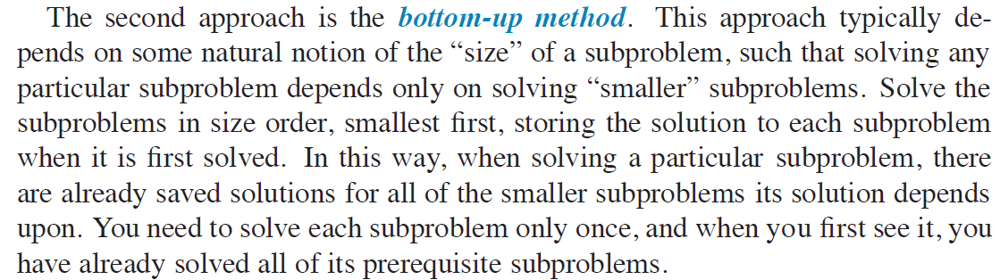 The second approach is the bottom-up method. This approach typically de-
pends on some natural notion of the “size” of a subproblem, such that solving any
particular subproblem depends only on solving “smaller” subproblems. Solve the
subproblems in size order, smallest first, storing the solution to each subproblem
when it is first solved. In this way, when solving a particular subproblem, there
are already saved solutions for all of the smaller subproblems its solution depends
upon. You need to solve each subproblem only once, and when you first see it, you
have already solved all of its prerequisite subproblems.